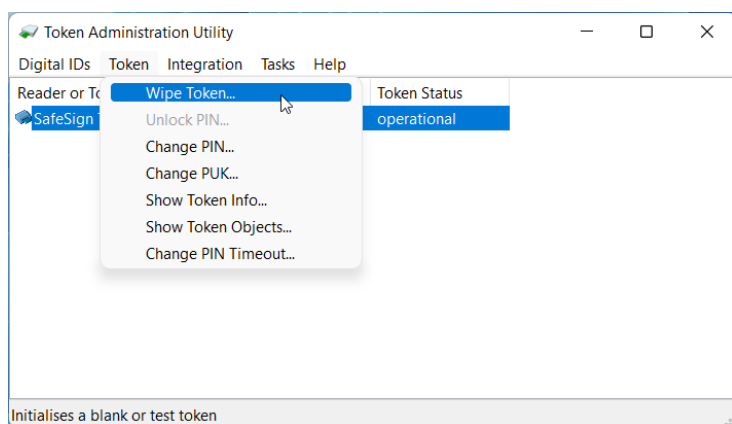 Token Administration Utility
Digital IDs Token Integration Tasks Help
Reader or To Token Status
Wipe Token...
SafeSign operational
Unlock PIN...
Change PIN...
Change PUK...
Show Token Info...
Show Token Objects...
Change PIN Timeout...
Initialises a blank or test token